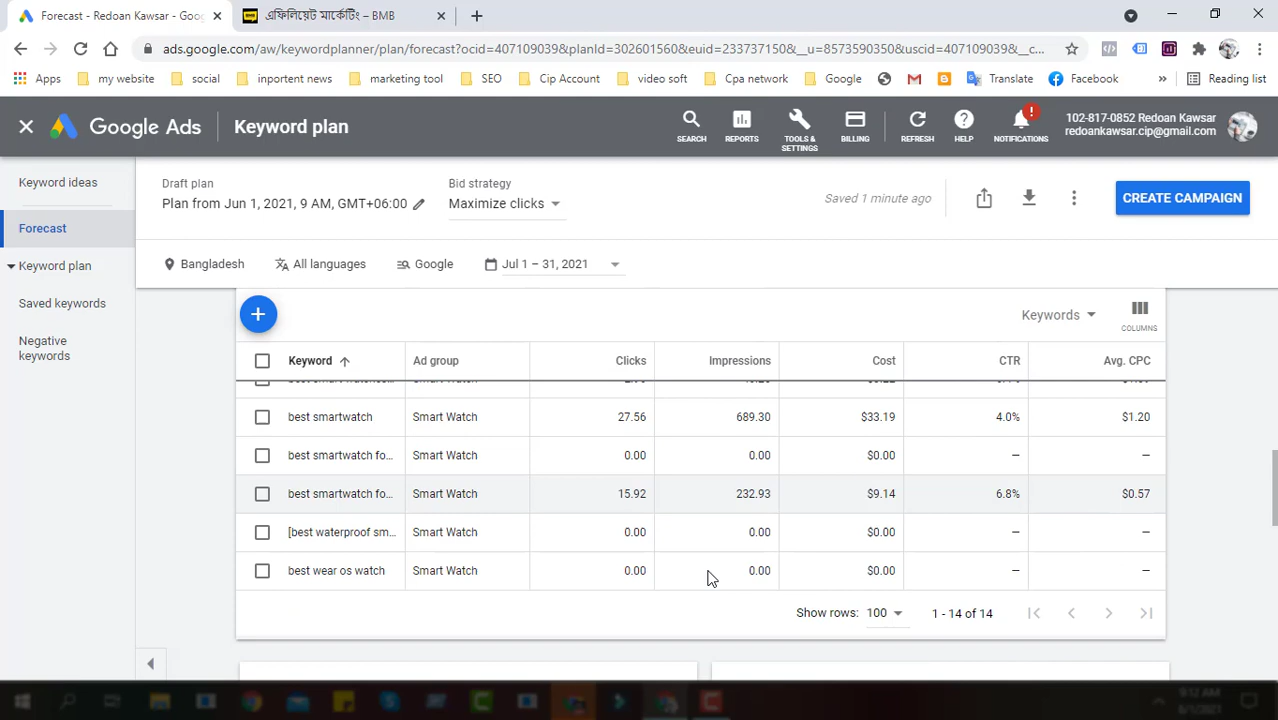 Forecast - Redoan Kawsar - Goo
এফিলিয়েট মার্কেটিং – BMB
ads.google.com/aw/keywordplanner/plan/forecast?ocid=407109039&planId=302601560&euid=233737150&__u=8573590350&uscid=407109039&__c...
Apps my website social inportent news marketing tool SEO Cip Account video soft Cpa network Google Translate Facebook » Reading list
Google Ads Keyword plan
SEARCH REPORTS TOOLS & SETTINGS BILLING REFRESH HELP NOTIFICATIONS
102-817-0852 Redoan Kawsar
redoankawsar.cip@gmail.com
Keyword ideas
Forecast
Keyword plan
Saved keywords
Negative
keywords
Draft plan
Plan from Jun 1, 2021, 9 AM, GMT+06:00
Bid strategy
Maximize clicks
Saved 1 minute ago
CREATE CAMPAIGN
Bangladesh All languages Google Jul 1 – 31, 2021
Keywords
COLUMNS
Keyword Ad group Clicks Impressions Cost CTR Avg. CPC
best smartwatch Smart Watch 27.56 689.30 $33.19 4.0% $1.20
best smartwatch fo... Smart Watch 0.00 0.00 $0.00 – –
best smartwatch fo... Smart Watch 15.92 232.93 $9.14 6.8% $0.57
[best waterproof sm... Smart Watch 0.00 0.00 $0.00 – –
best wear os watch Smart Watch 0.00 0.00 $0.00 – –
Show rows: 100 1 - 14 of 14
9:12 AM